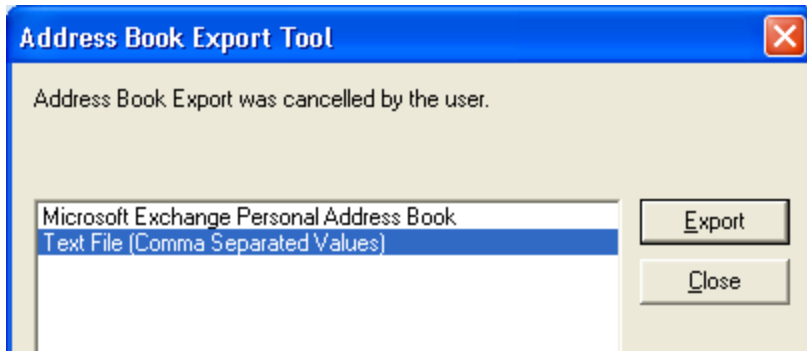 Address Book Export Tool
Address Book Export was cancelled by the user.
Microsoft Exchange Personal Address Book
Export
Text File (Comma Separated Values)
Close